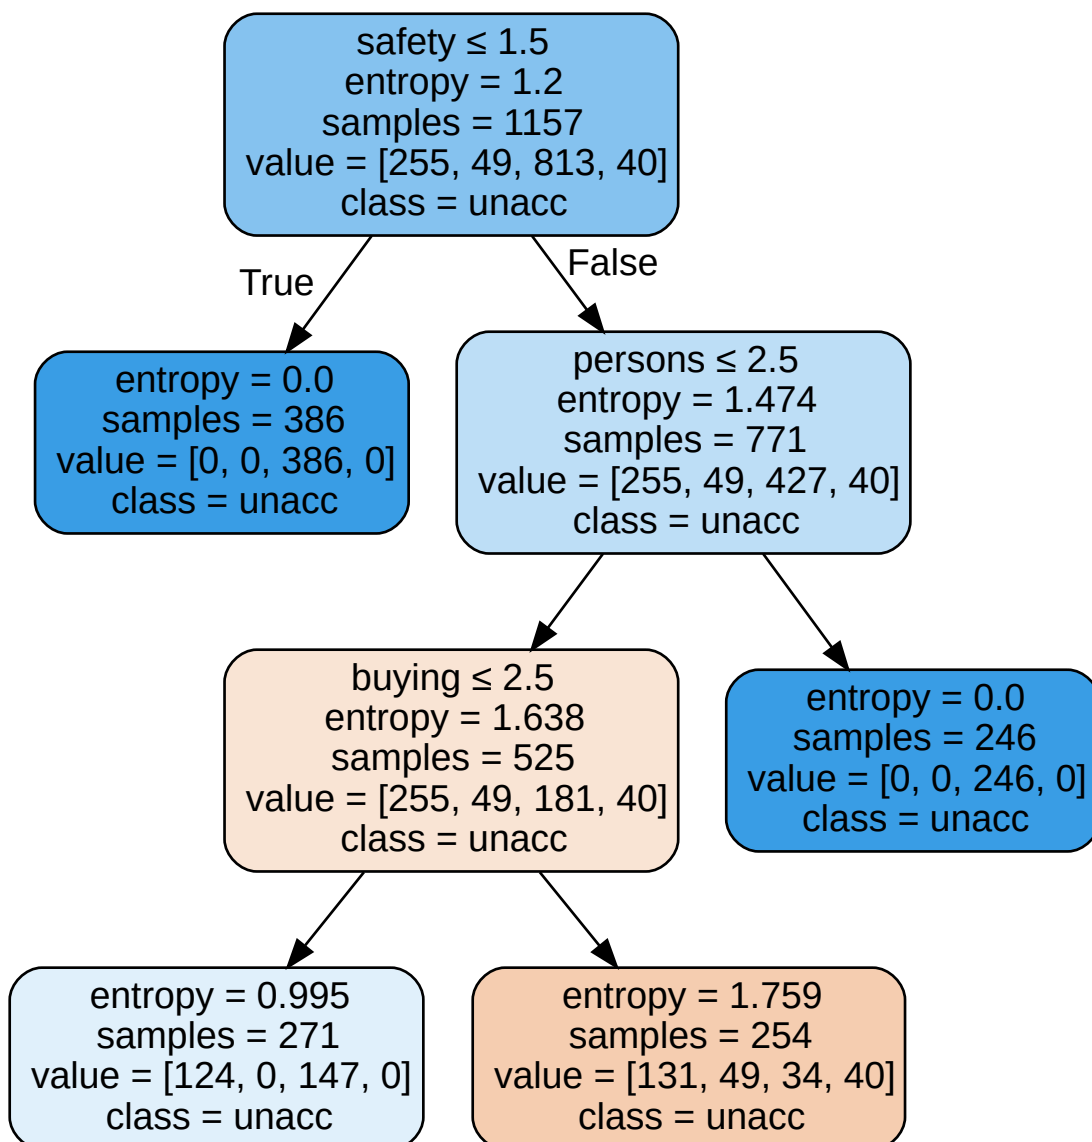 safety ≤ 1.5
entropy = 1.2
samples = 1157
value = [255, 49, 813, 40]
class = unacc
True
False
entropy = 0.0
samples = 386
value = [0, 0, 386, 0]
class = unacc
persons ≤ 2.5
entropy = 1.474
samples = 771
value = [255, 49, 427, 40]
class = unacc
buying ≤ 2.5
entropy = 1.638
samples = 525
value = [255, 49, 181, 40]
class = unacc
entropy = 0.0
samples = 246
value = [0, 0, 246, 0]
class = unacc
entropy = 0.995
samples = 271
value = [124, 0, 147, 0]
class = unacc
entropy = 1.759
samples = 254
value = [131, 49, 34, 40]
class = unacc